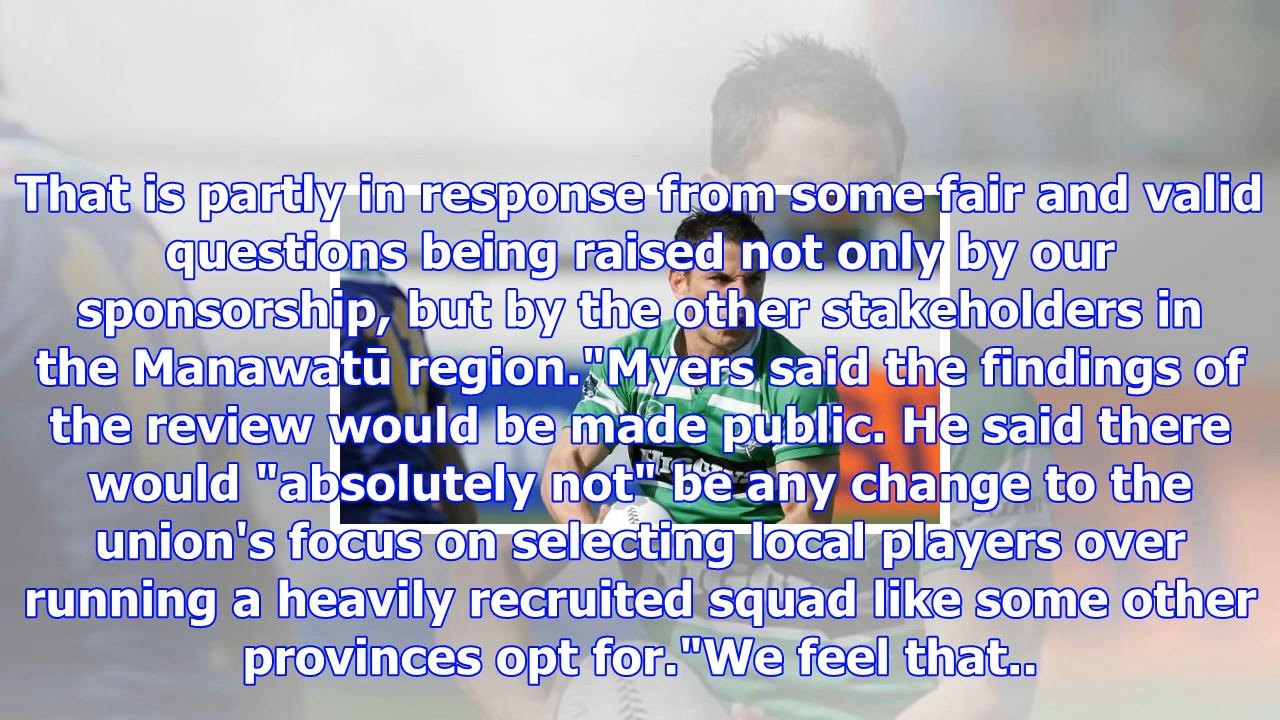 That is partly in response from some fair and valid
questions being raised not only by our
sponsorship, but by the other stakeholders in
the Manawatū region."Myers said the findings of
the review would be made public. He said there
would "absolutely not" be any change to the
union's focus on selecting local players over
running a heavily recruited squad like some other
provinces opt for."We feel that..